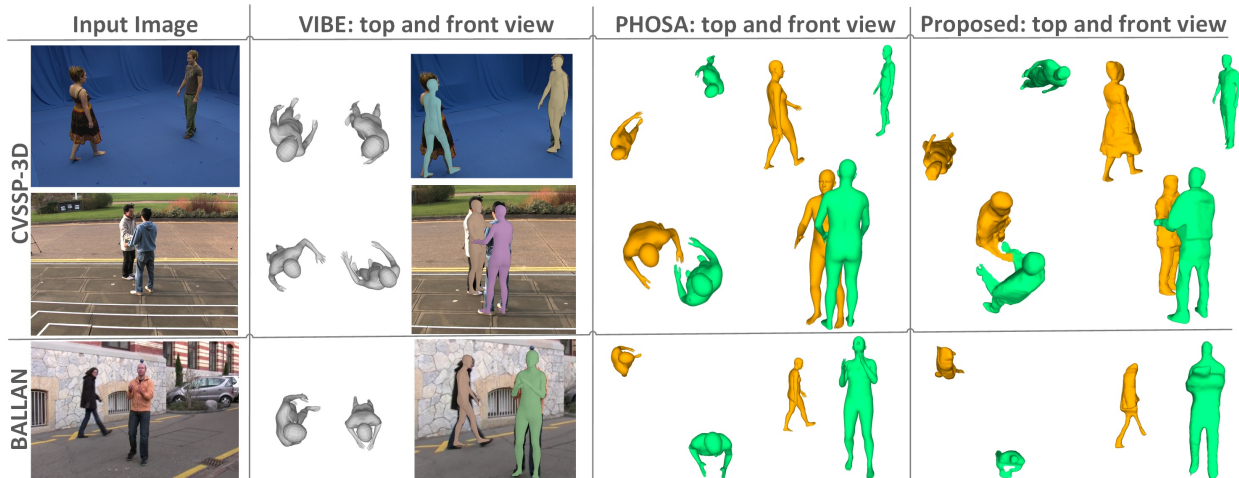 Input Image
VIBE: top and front view
PHOSA: top and front view
Proposed: top and front view
CVSSP-3D
BALLAN